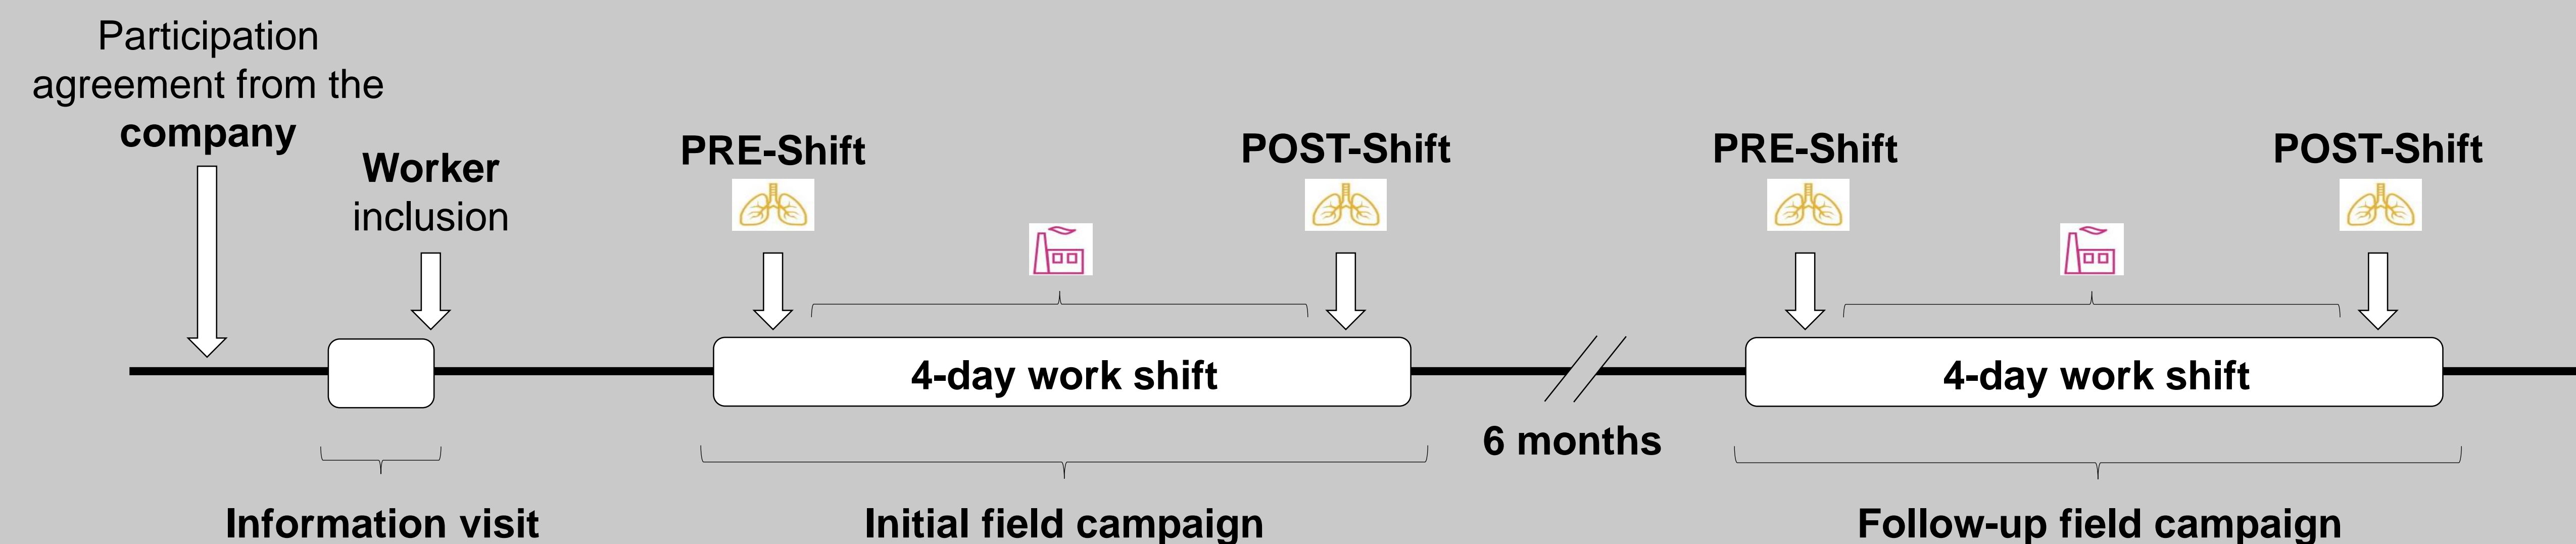 Participation
agreement from the
company
Worker
inclusion
PRE-Shift
POST-Shift
PRE-Shift
POST-Shift
4-day work shift
4-day work shift
6 months
Information visit
Initial field campaign
Follow-up field campaign